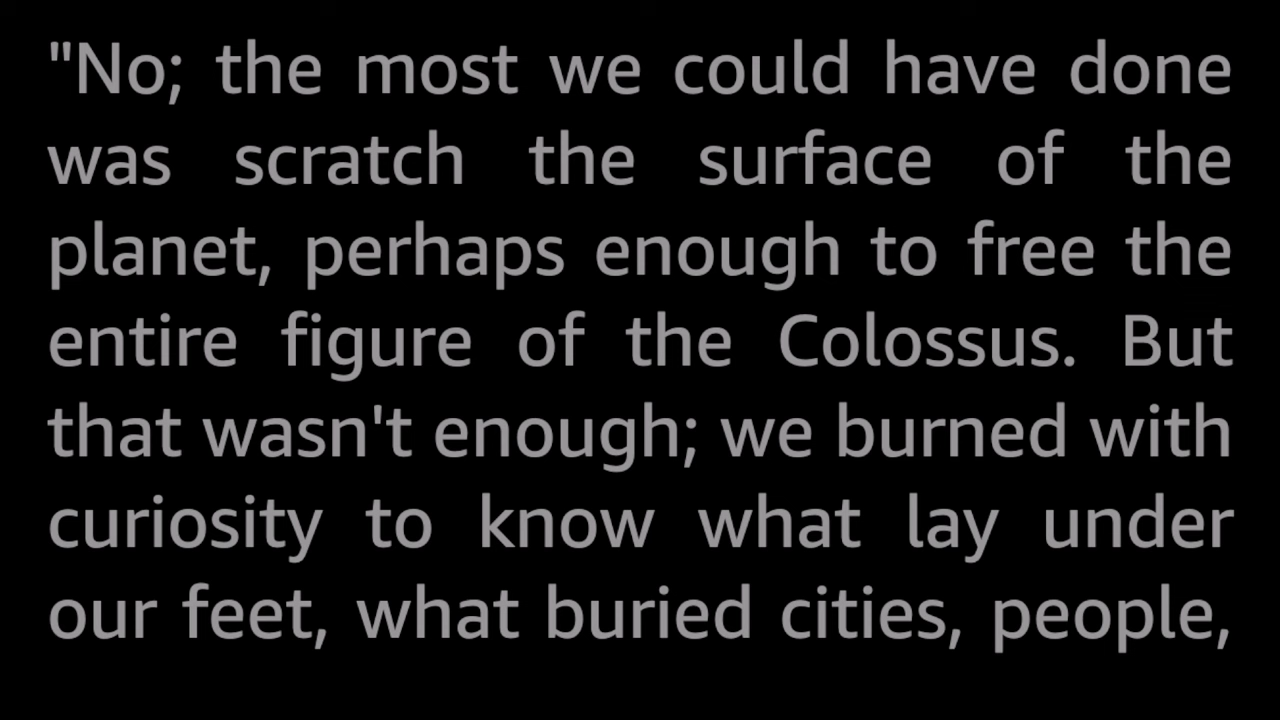 "No; the most we could have done
was scratch the surface of the
planet, perhaps enough to free the
entire figure of the Colossus. But
that wasn't enough; we burned with
curiosity to know what lay under
our feet, what buried cities, people,